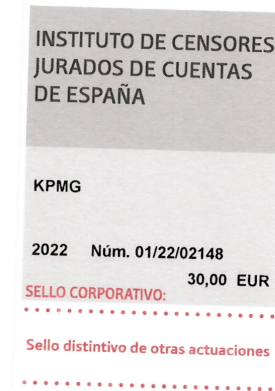 INSTITUTO DE CENSORES
JURADOS DE CUENTAS
DE ESPAÑA
KPMG
2022 Núm. 01/22/02148
30,00 EUR
SELLO CORPORATIVO:
Sello distintivo de otras actuaciones